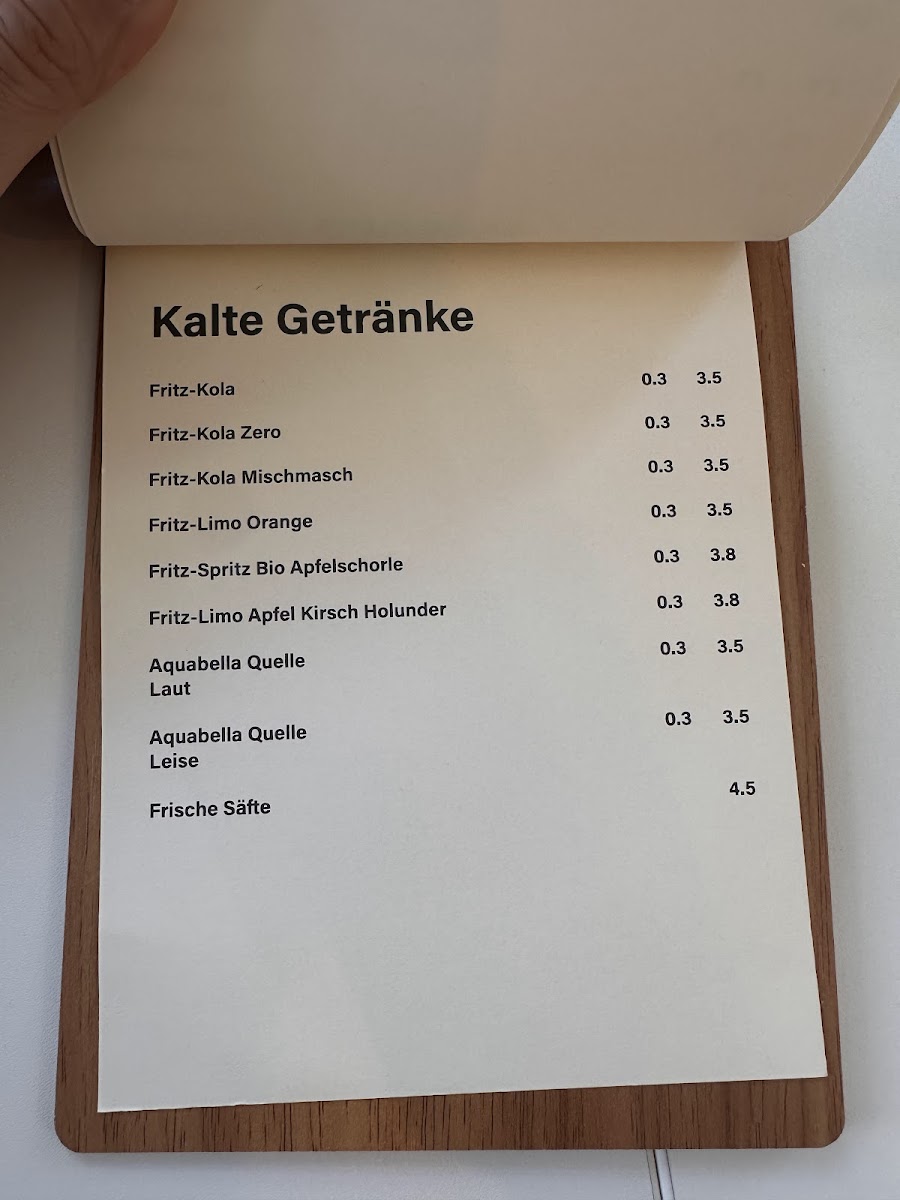 Kalte Getränke
Fritz-Kola 0.3 3.5
Fritz-Kola Zero 0.3 3.5
Fritz-Kola Mischmasch 0.3 3.5
Fritz-Limo Orange 0.3 3.5
Fritz-Spritz Bio Apfelschorle 0.3 3.8
Fritz-Limo Apfel Kirsch Holunder 0.3 3.8
Aquabella Quelle 0.3 3.5
Laut
Aquabella Quelle 0.3 3.5
Leise
Frische Säfte 4.5